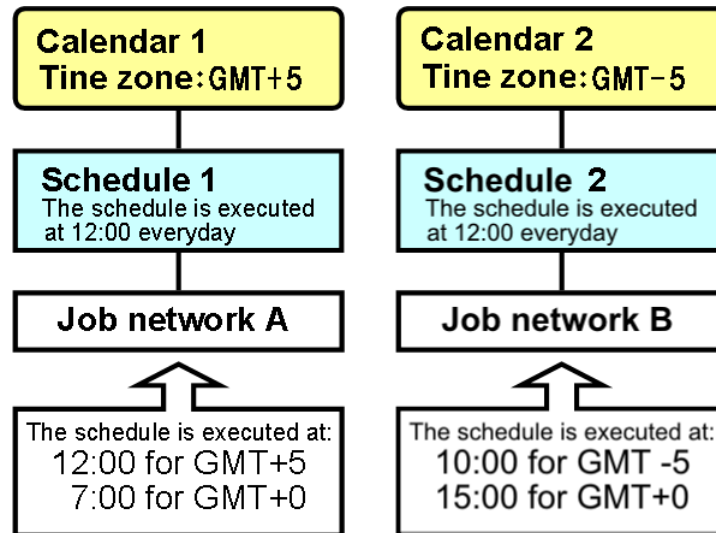 Calendar 1
Tine zone:GMT+5
Schedule 1
The schedule is executed
at 12:00 everyday
Job network A
The schedule is executed at:
12:00 for GMT+5
7:00 for GMT+0
Calendar 2
Tine zone:GMT-5
Schedule 2
The schedule is executed
at 12:00 everyday
Job network B
The schedule is executed at:
10:00 for GMT -5
15:00 for GMT+0